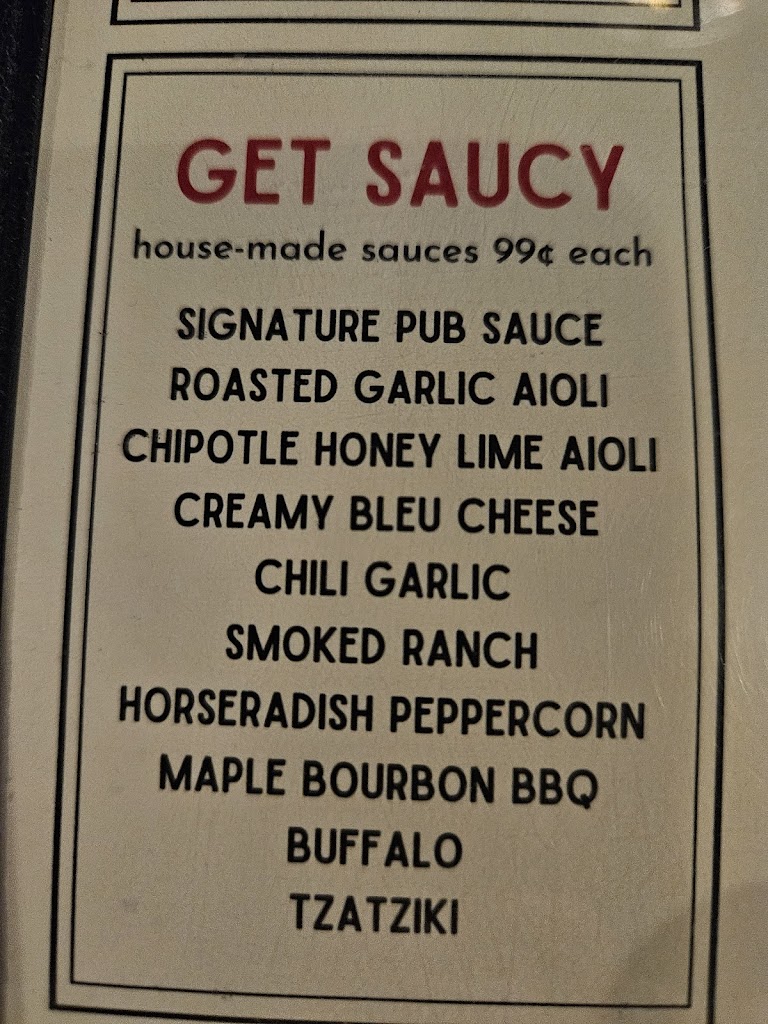 GET SAUCY
house-made sauces 99¢ each
SIGNATURE PUB SAUCE
ROASTED GARLIC AIOLI
CHIPOTLE HONEY LIME AIOLI
CREAMY BLEU CHEESE
CHILI GARLIC
SMOKED RANCH
HORSERADISH PEPPERCORN
MAPLE BOURBON BBQ
BUFFALO
TZATZIKI